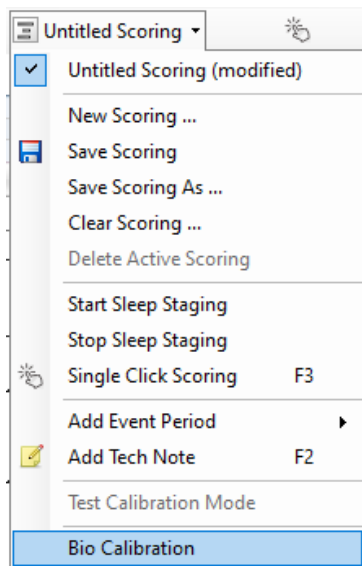 Untitled Scoring
Untitled Scoring (modified)
New Scoring ...
Save Scoring
Save Scoring As ...
Clear Scoring ...
Delete Active Scoring
Start Sleep Staging
Stop Sleep Staging
Single Click Scoring F3
Add Event Period
Add Tech Note F2
Test Calibration Mode
Bio Calibration